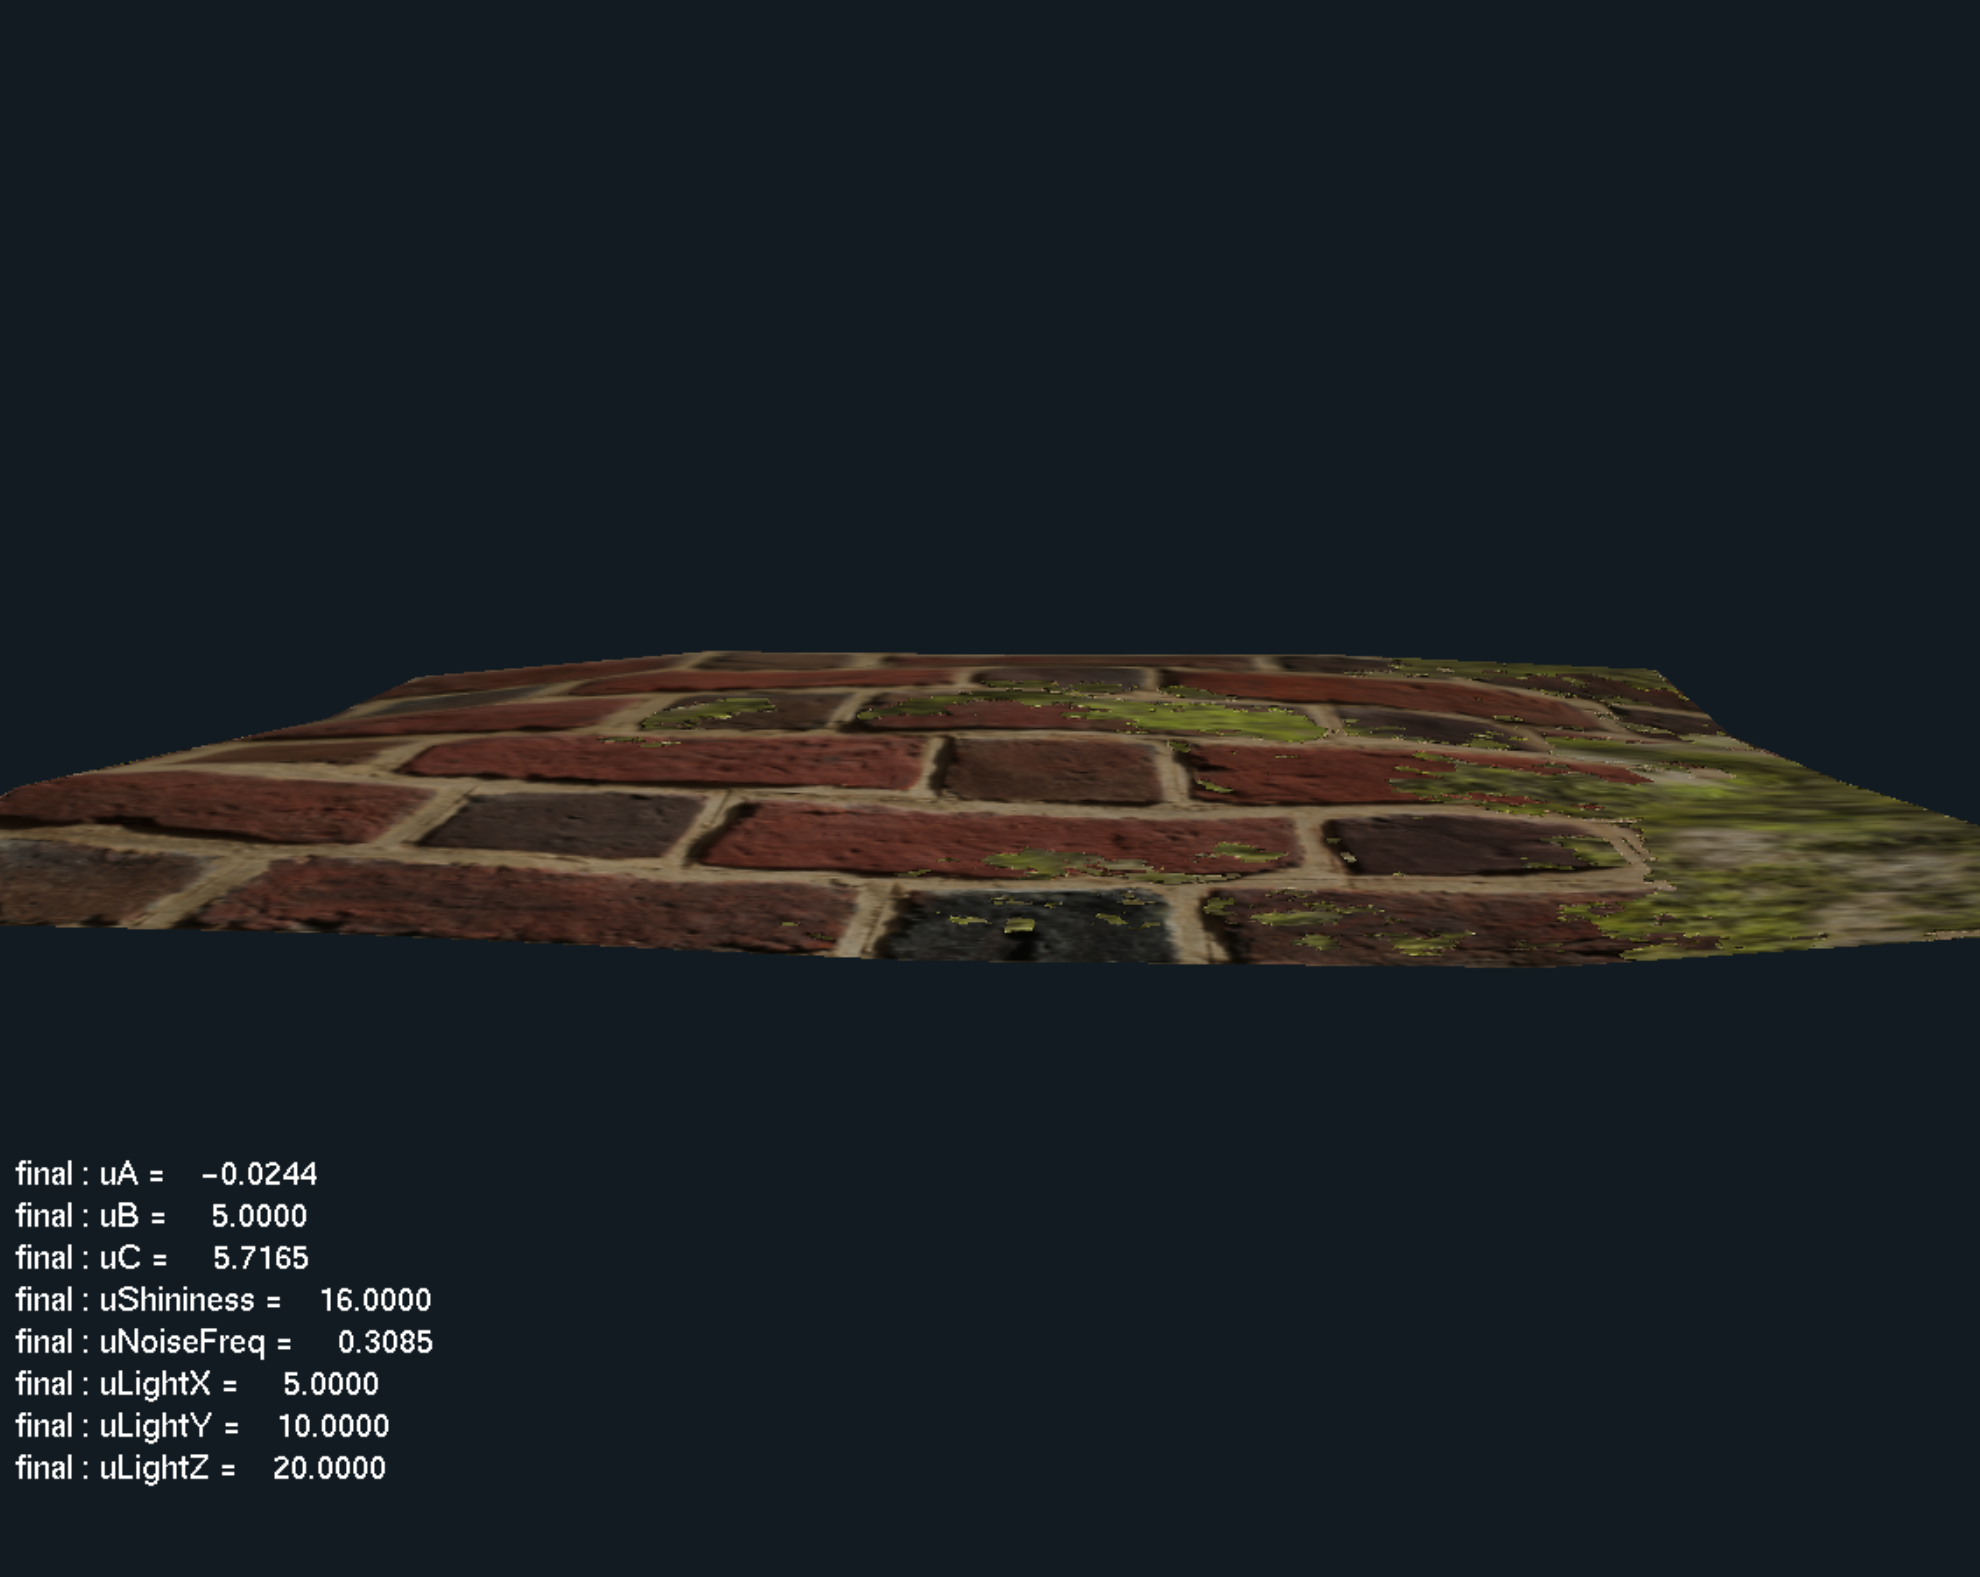 final : uA = -0.0244
final : uB = 5.0000
final : uC = 5.7165
final : uShininess = 16.0000
final : uNoiseFreq = 0.3085
final : uLightX = 5.0000
final : uLightY = 10.0000
final : uLightZ = 20.0000